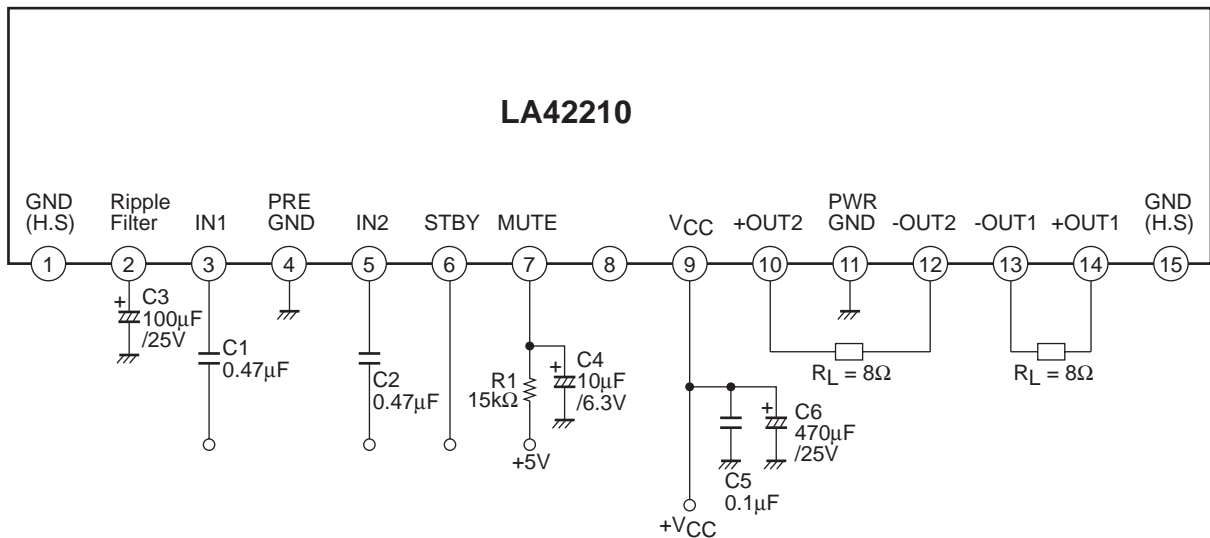 LA42210
GND
(H.S)
Ripple
Filter
IN1
PRE
GND
IN2
STBY
MUTE
VCC
+OUT2
PWR
GND
-OUT2
-OUT1
+OUT1
GND
(H.S)
1
2
3
4
5
6
7
8
9
10
11
12
13
14
15
+
C3
100μF
/25V
C1
0.47μF
C2
0.47μF
R1
15kΩ
+5V
+
C4
10μF
/6.3V
RL = 8Ω
RL = 8Ω
+
C6
470μF
/25V
C5
0.1μF
+VCC